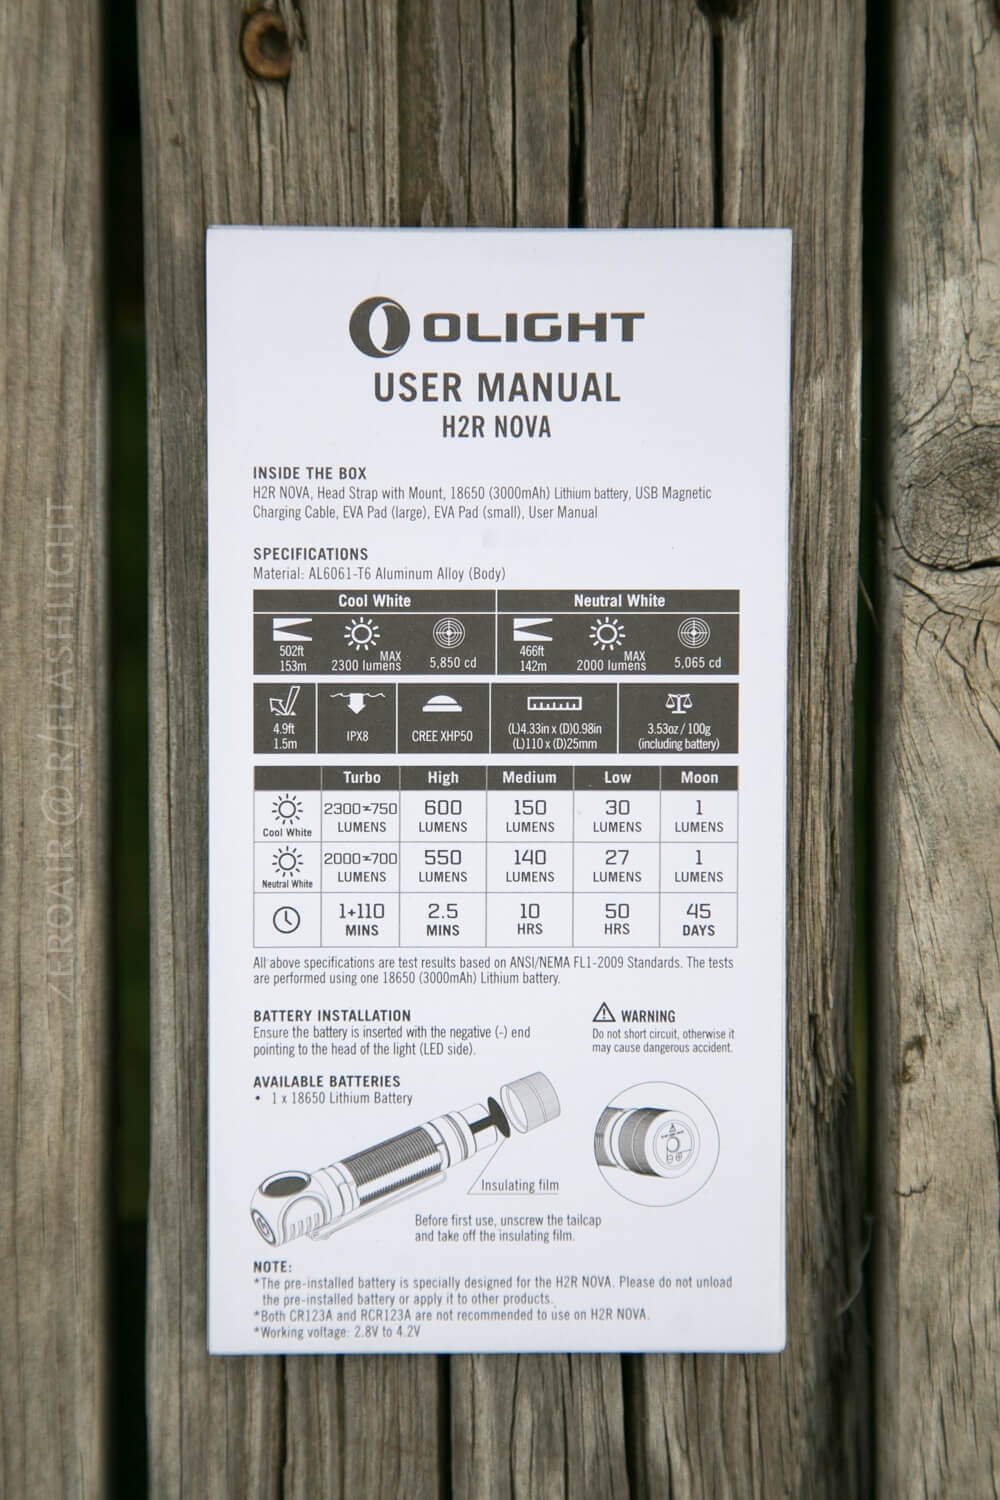 OLIGHT
USER MANUAL
H2R NOVA
INSIDE THE BOX
H2R NOVA, Head Strap with Mount, 18650 (3000mAh) Lithium battery, USB Magnetic
Charging Cable, EVA Pad (large), EVA Pad (small), User Manual
SPECIFICATIONS
Material: AL6061-T6 Aluminum Alloy (Body)
Cool White Neutral White
502ft
153m
MAX
2300 lumens
5,850 cd
466ft
142m
MAX
2000 lumens
5,065 cd
4.9ft
1.5m
IPX8
CREE XHP50
(L)4.33in x (D)0.98in
(L)110 x (D)25mm
3.53oz / 100g
(including battery)
Turbo High Medium Low Moon
2300≈750 600 150 30 1
Cool White LUMENS LUMENS LUMENS LUMENS LUMENS
2000≈700 550 140 27 1
Neutral White LUMENS LUMENS LUMENS LUMENS LUMENS
1+110 2.5 10 50 45
MINS MINS HRS HRS DAYS
All above specifications are test results based on ANSI/NEMA FL1-2009 Standards. The tests
are performed using one 18650 (3000mAh) Lithium battery.
BATTERY INSTALLATION
Ensure the battery is inserted with the negative (-) end
pointing to the head of the light (LED side).
WARNING
Do not short circuit, otherwise it
may cause dangerous accident.
AVAILABLE BATTERIES
• 1 x 18650 Lithium Battery
Insulating film
Before first use, unscrew the tailcap
and take off the insulating film.
NOTE:
*The pre-installed battery is specially designed for the H2R NOVA. Please do not unload
the pre-installed battery or apply it to other products.
*Both CR123A and RCR123A are not recommended to use on H2R NOVA.
*Working voltage: 2.8V to 4.2V
ZEROAIR@R/FLASHLIGHT